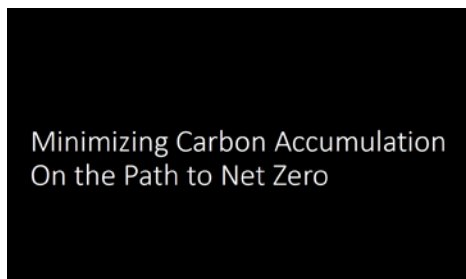 Minimizing Carbon Accumulation
On the Path to Net Zero